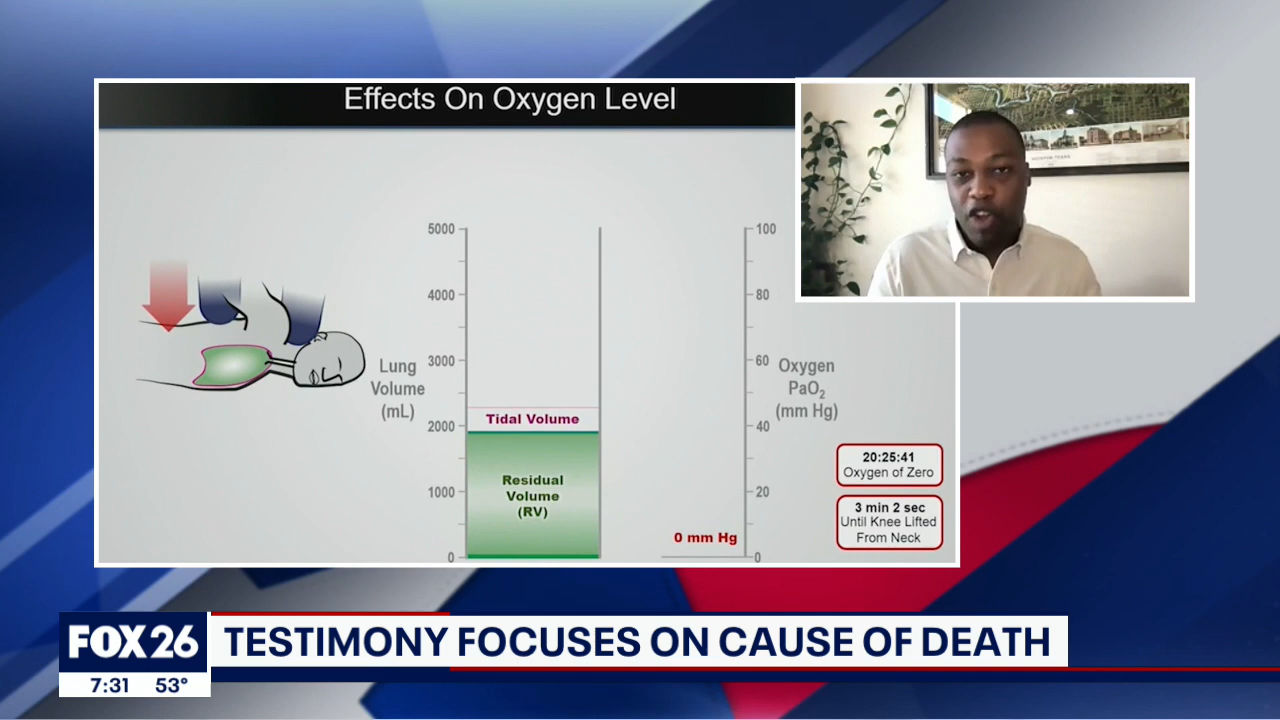 Effects On Oxygen Level
5000
4000
3000
2000
1000
0
Lung
Volume
(mL)
Tidal Volume
Residual
Volume
(RV)
100
80
60
40
20
0
Oxygen
PaO₂
(mm Hg)
0 mm Hg
20:25:41
Oxygen of Zero
3 min 2 sec
Until Knee Lifted
From Neck
HOUSTON TEXAS
FOX 26
TESTIMONY FOCUSES ON CAUSE OF DEATH
7:31 53°